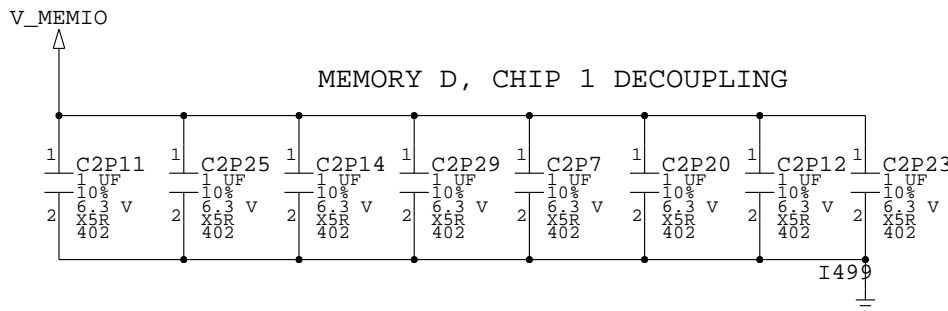 V_MEMIO
MEMORY D, CHIP 1 DECOUPLING
1 C2P11
1 UF
10%
6.3 V
2 X5R
402
1 C2P25
1 UF
10%
6.3 V
2 X5R
402
1 C2P14
1 UF
10%
6.3 V
2 X5R
402
1 C2P29
1 UF
10%
6.3 V
2 X5R
402
1 C2P7
1 UF
10%
6.3 V
2 X5R
402
1 C2P20
1 UF
10%
6.3 V
2 X5R
402
1 C2P12
1 UF
10%
6.3 V
2 X5R
402
1 C2P23
1 UF
10%
6.3 V
2 X5R
402
I499